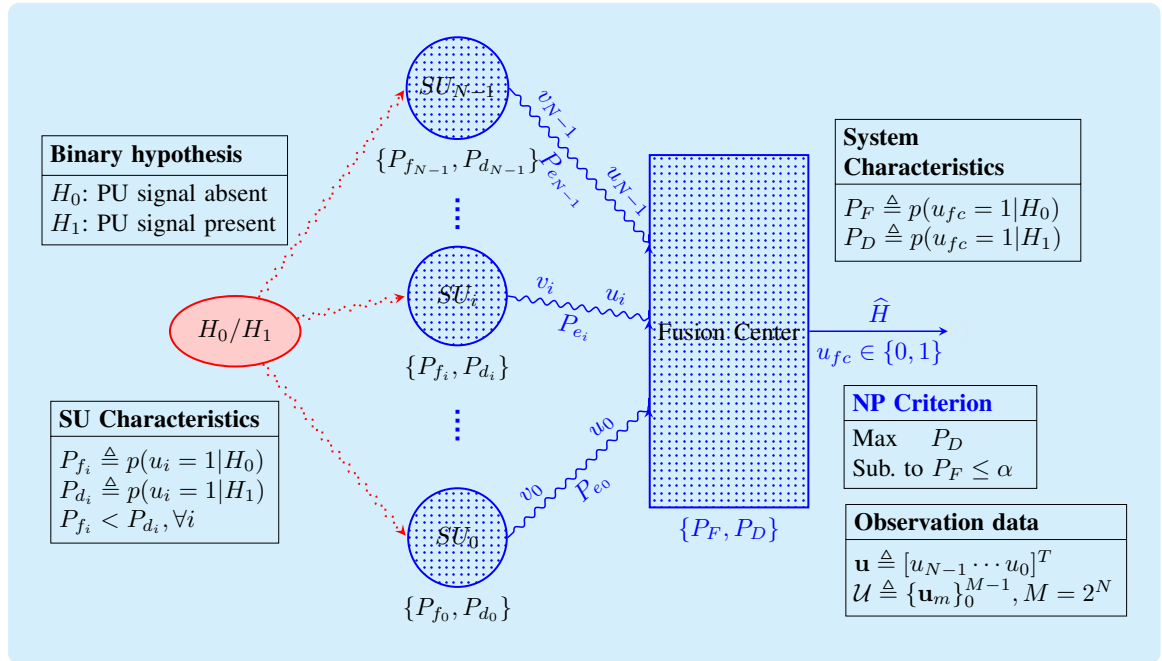 SU_{N−1}
{P_{f_{N−1}}, P_{d_{N−1}}}
v_{N−1}
P_{e_{N−1}}
u_{N−1}
Binary hypothesis
H_0: PU signal absent
H_1: PU signal present
System
Characteristics
P_F ≜ p(u_{fc} = 1|H_0)
P_D ≜ p(u_{fc} = 1|H_1)
H_0/H_1
SU_i
{P_{f_i}, P_{d_i}}
v_i
u_i
P_{e_i}
Fusion Center
Ĥ
u_{fc} ∈ {0, 1}
SU Characteristics
P_{f_i} ≜ p(u_i = 1|H_0)
P_{d_i} ≜ p(u_i = 1|H_1)
P_{f_i} < P_{d_i}, ∀i
NP Criterion
Max P_D
Sub. to P_F ≤ α
SU_0
{P_{f_0}, P_{d_0}}
v_0
u_0
P_{e_0}
{P_F, P_D}
Observation data
𝐮 ≜ [u_{N−1} ⋯ u_0]^T
𝒰 ≜ {𝐮_m}_0^{M−1}, M = 2^N